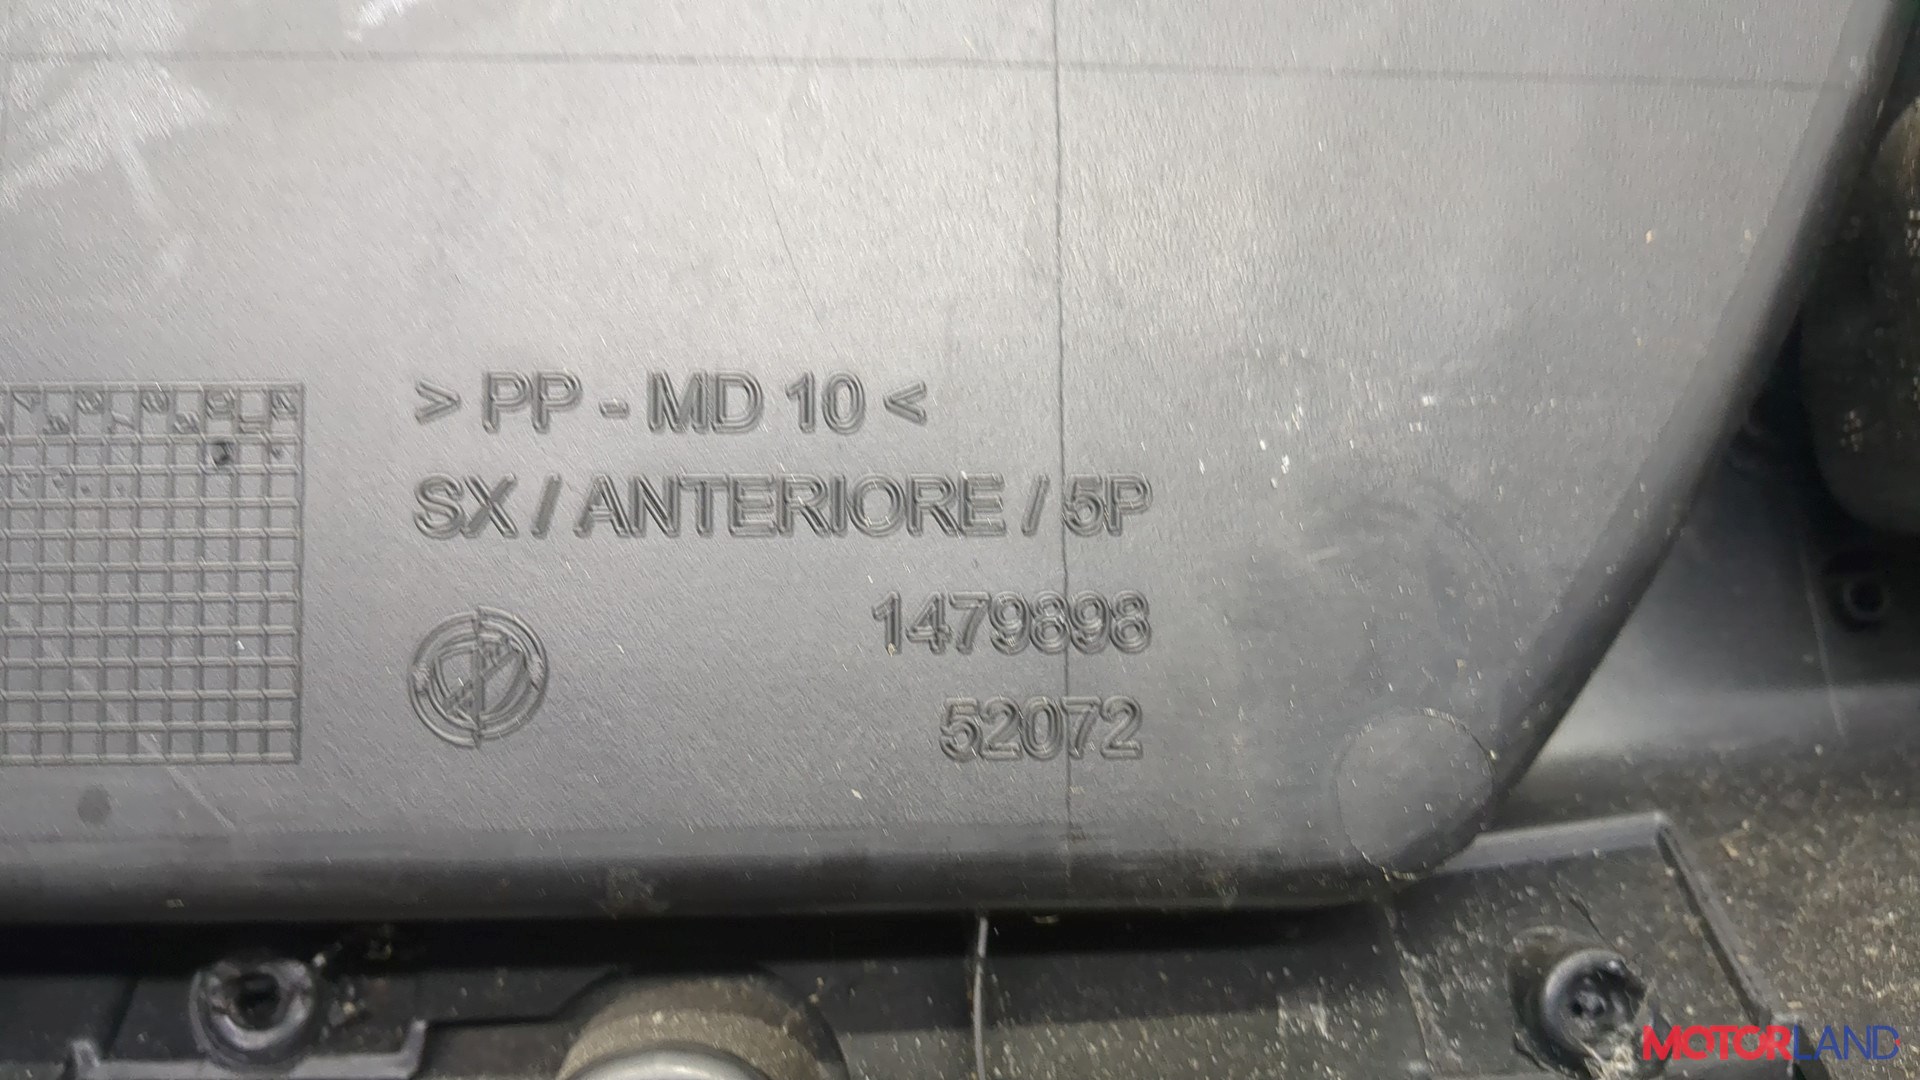 > PP - MD 10 <
SX / ANTERIORE / 5P
1479898
52072
MOTORLAND